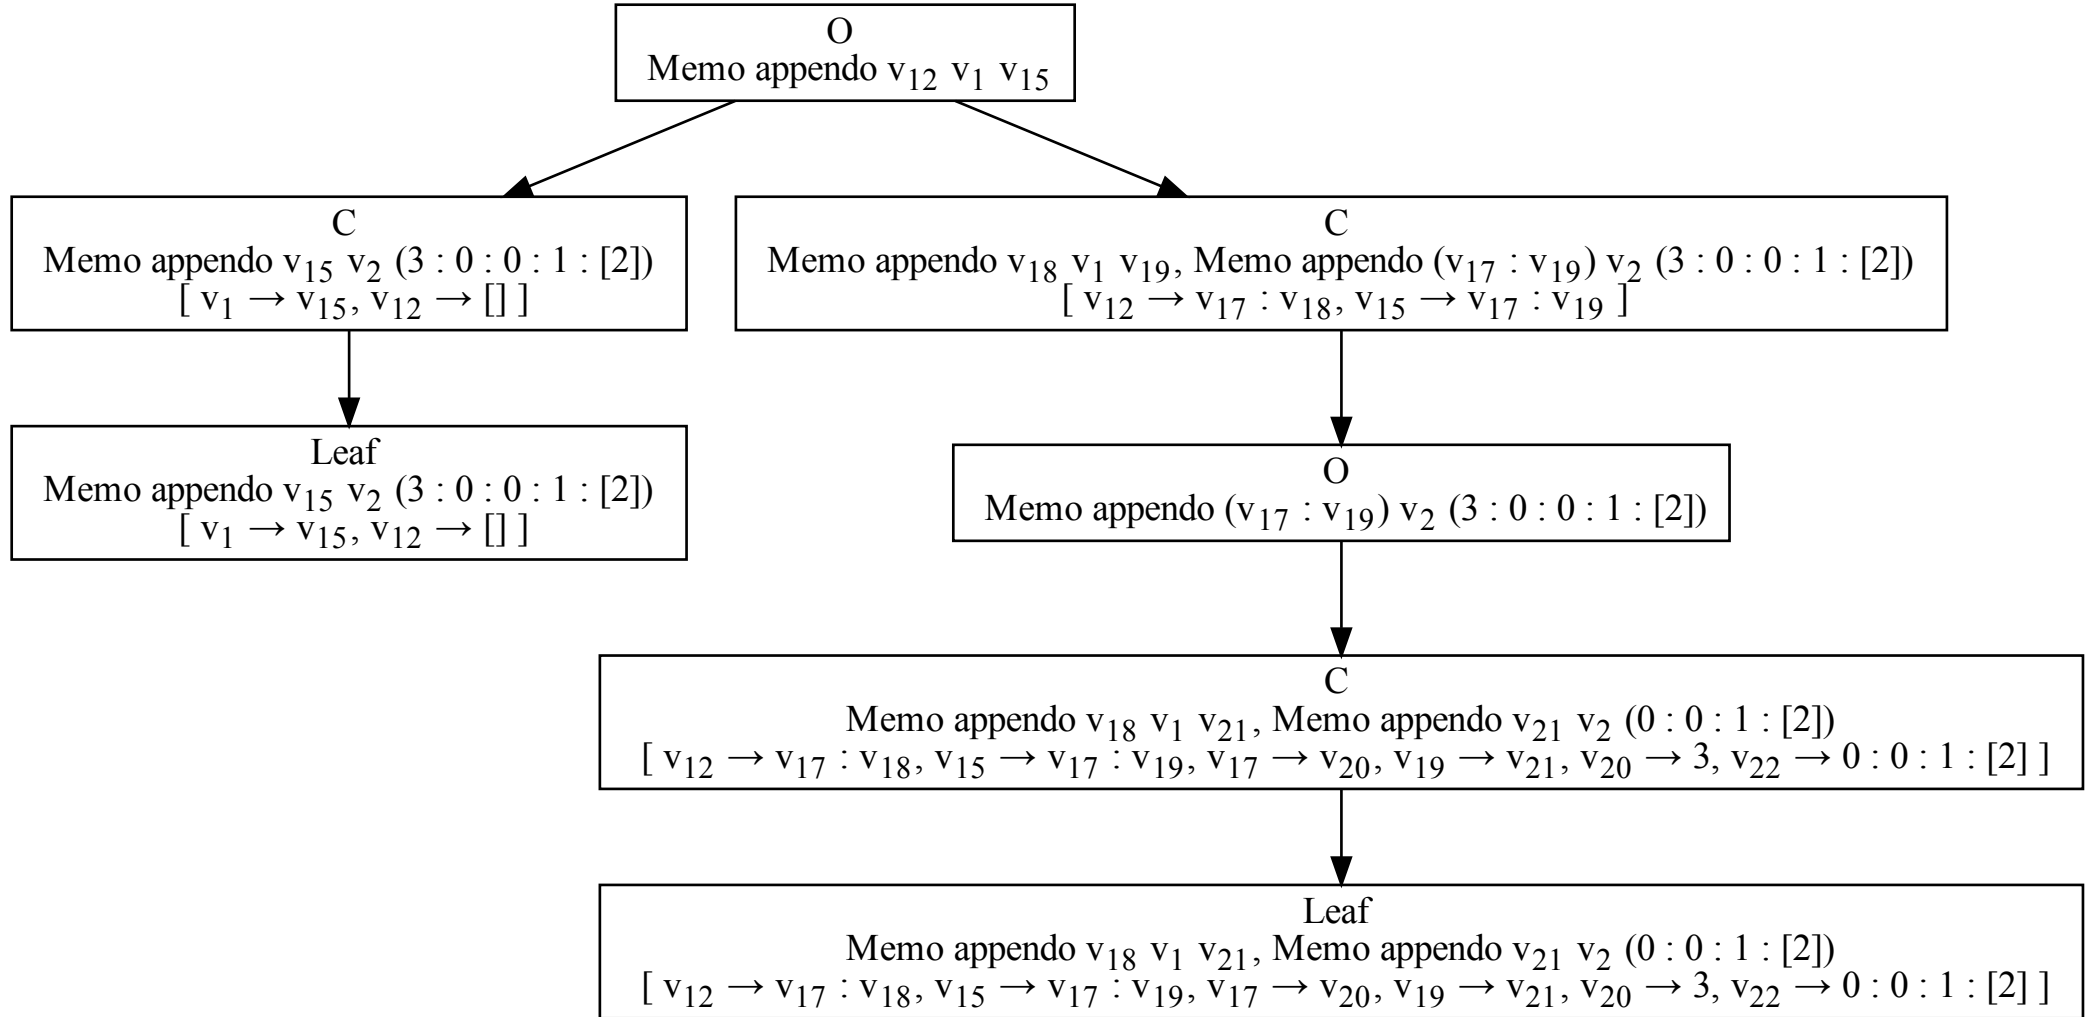 O
Memo appendo v₁₂ v₁ v₁₅
C
Memo appendo v₁₅ v₂ (3 : 0 : 0 : 1 : [2])
[ v₁ → v₁₅, v₁₂ → [] ]
C
Memo appendo v₁₈ v₁ v₁₉, Memo appendo (v₁₇ : v₁₉) v₂ (3 : 0 : 0 : 1 : [2])
[ v₁₂ → v₁₇ : v₁₈, v₁₅ → v₁₇ : v₁₉ ]
Leaf
Memo appendo v₁₅ v₂ (3 : 0 : 0 : 1 : [2])
[ v₁ → v₁₅, v₁₂ → [] ]
O
Memo appendo (v₁₇ : v₁₉) v₂ (3 : 0 : 0 : 1 : [2])
C
Memo appendo v₁₈ v₁ v₂₁, Memo appendo v₂₁ v₂ (0 : 0 : 1 : [2])
[ v₁₂ → v₁₇ : v₁₈, v₁₅ → v₁₇ : v₁₉, v₁₇ → v₂₀, v₁₉ → v₂₁, v₂₀ → 3, v₂₂ → 0 : 0 : 1 : [2] ]
Leaf
Memo appendo v₁₈ v₁ v₂₁, Memo appendo v₂₁ v₂ (0 : 0 : 1 : [2])
[ v₁₂ → v₁₇ : v₁₈, v₁₅ → v₁₇ : v₁₉, v₁₇ → v₂₀, v₁₉ → v₂₁, v₂₀ → 3, v₂₂ → 0 : 0 : 1 : [2] ]